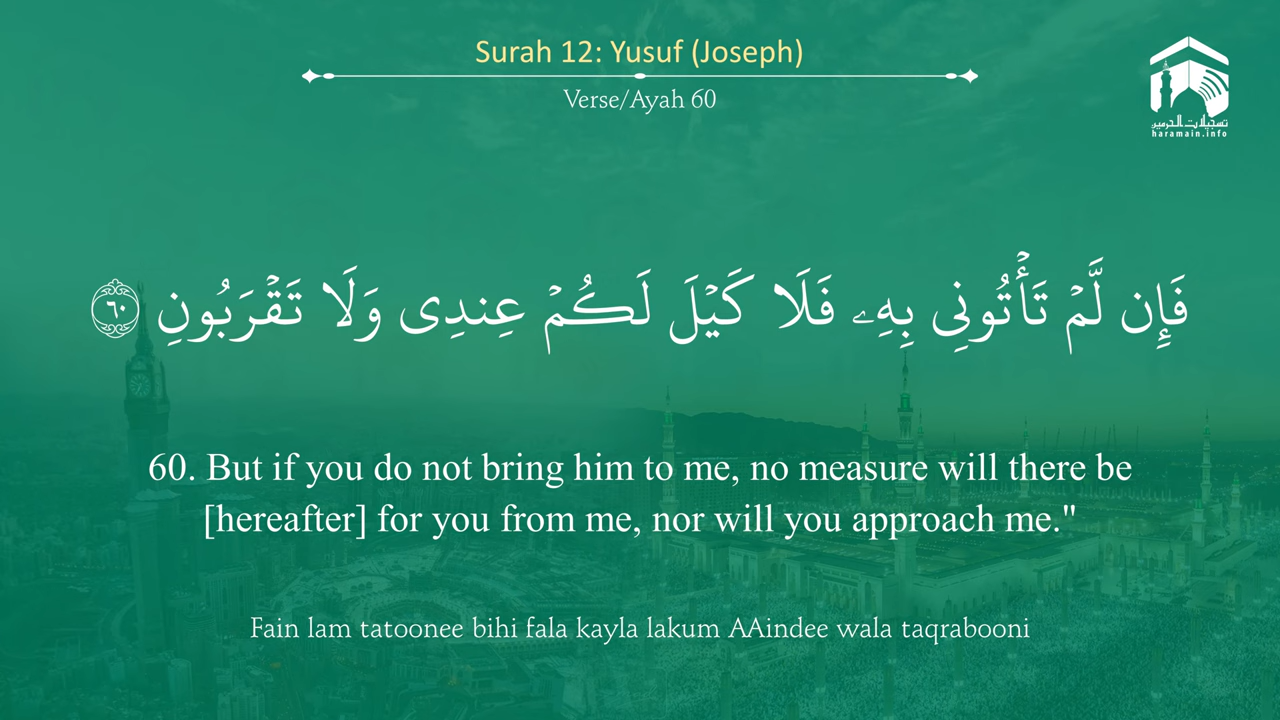 Surah 12: Yusuf (Joseph)
Verse/Ayah 60
تسجيلات الحرمين
haramain.info
فَإِن لَّمْ تَأْتُونِى بِهِۦ فَلَا كَيْلَ لَكُمْ عِندِى وَلَا تَقْرَبُونِ ٦٠
60. But if you do not bring him to me, no measure will there be
[hereafter] for you from me, nor will you approach me."
Fain lam tatoonee bihi fala kayla lakum AAindee wala taqrabooni